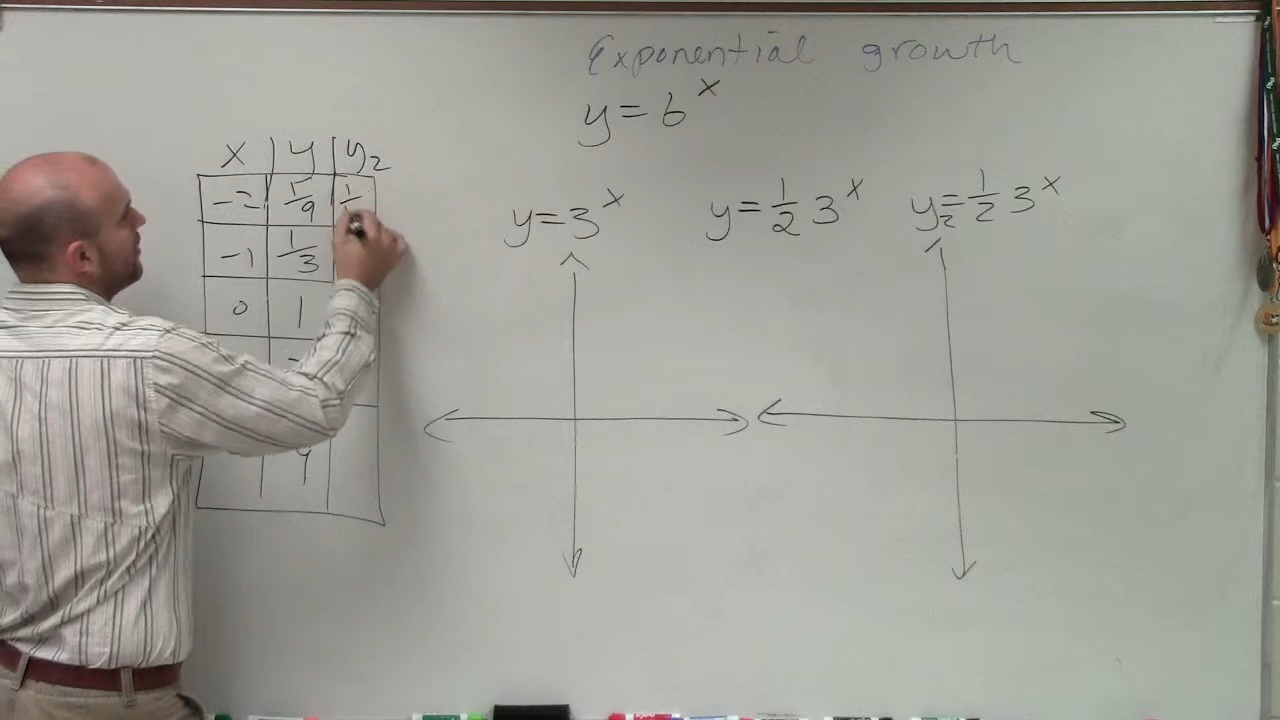 Exponential growth
y = b^x
x | y | y₂
-2 | 1/9 | 1/
-1 | 1/3
0 | 1
9
y = 3^x
y = 1/2 3^x
y₂ = 1/2 3^x